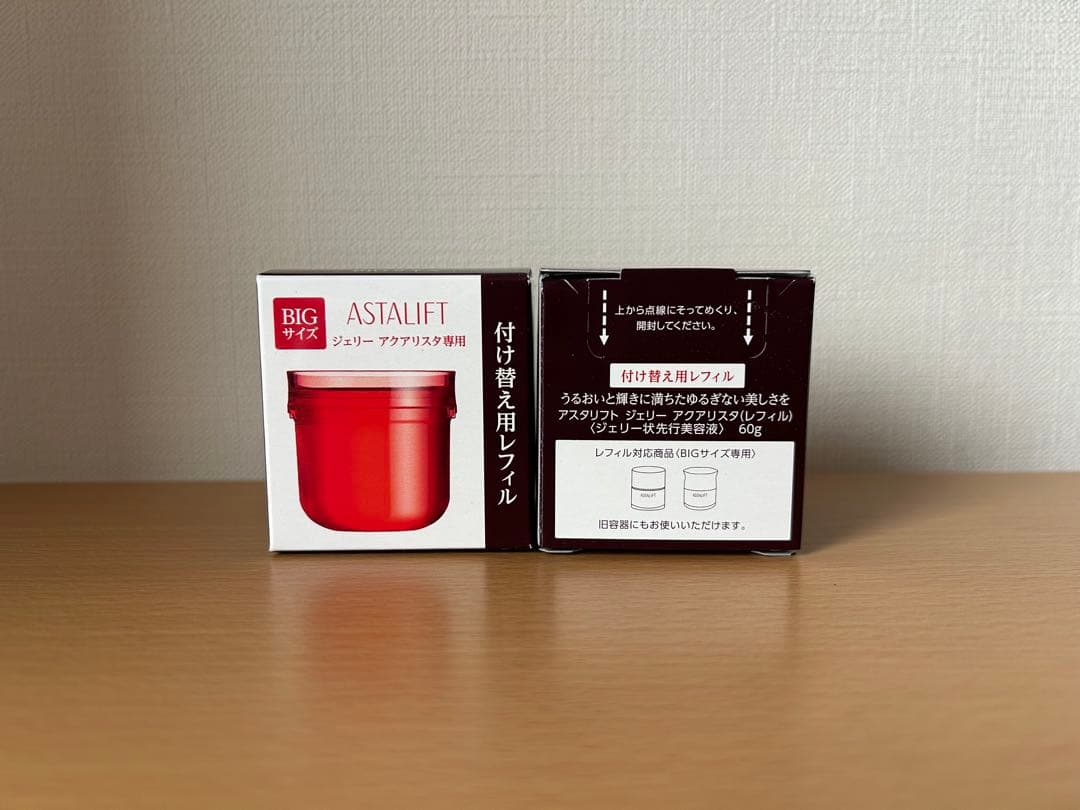 BIG
サイズ
ASTALIFT
ジェリー アクアリスタ専用
付け替え用レフィル
上から点線にそってめくり、
開封してください。
付け替え用レフィル
うるおいと輝きに満ちたゆるぎない美しさを
アスタリフト ジェリー アクアリスタ(レフィル)
〈ジェリー状先行美容液〉 60g
レフィル対応商品〈BIGサイズ専用〉
ASTALIFT
ASTALIFT
旧容器にもお使いいただけます。